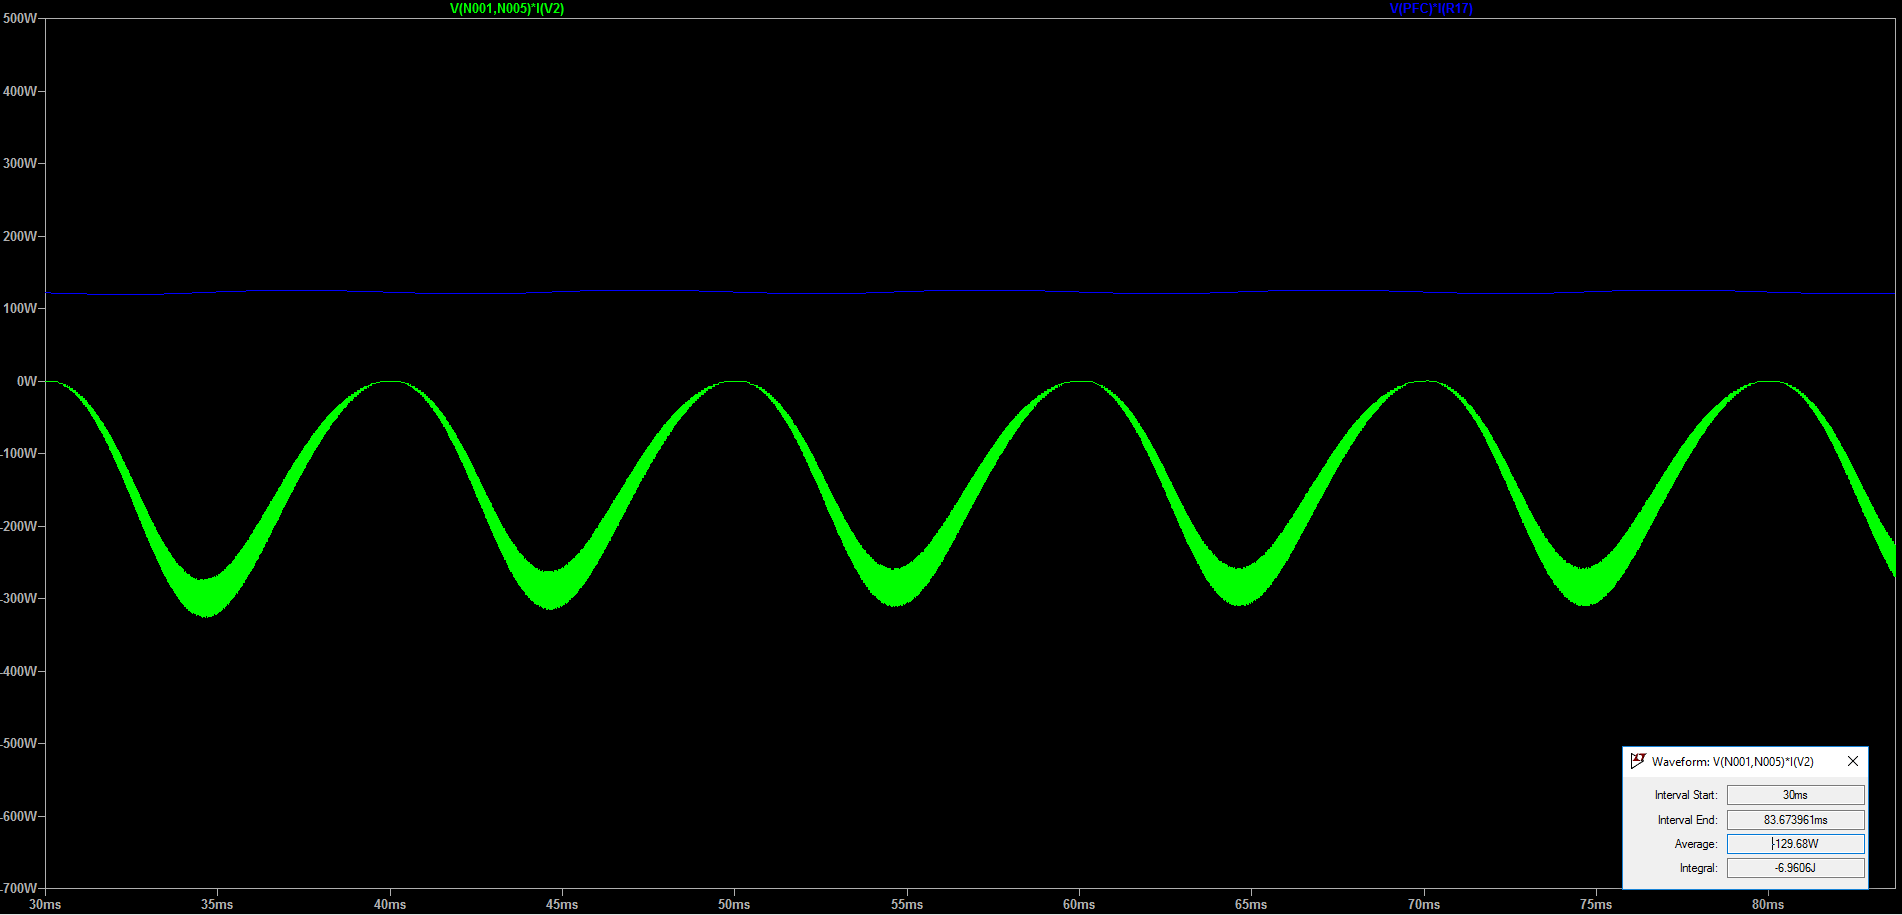 V(N001,N005)*I(V2) V(PFC)*I(R17)
500W
400W
300W
200W
100W
0W
-100W
-200W
-300W
-400W
-500W
-600W
-700W
30ms 35ms 40ms 45ms 50ms 55ms 60ms 65ms 70ms 75ms 80ms
Waveform: V(N001,N005)*I(V2)
Interval Start: 30ms
Interval End: 83.673961ms
Average: -129.68W
Integral: -6.9606J